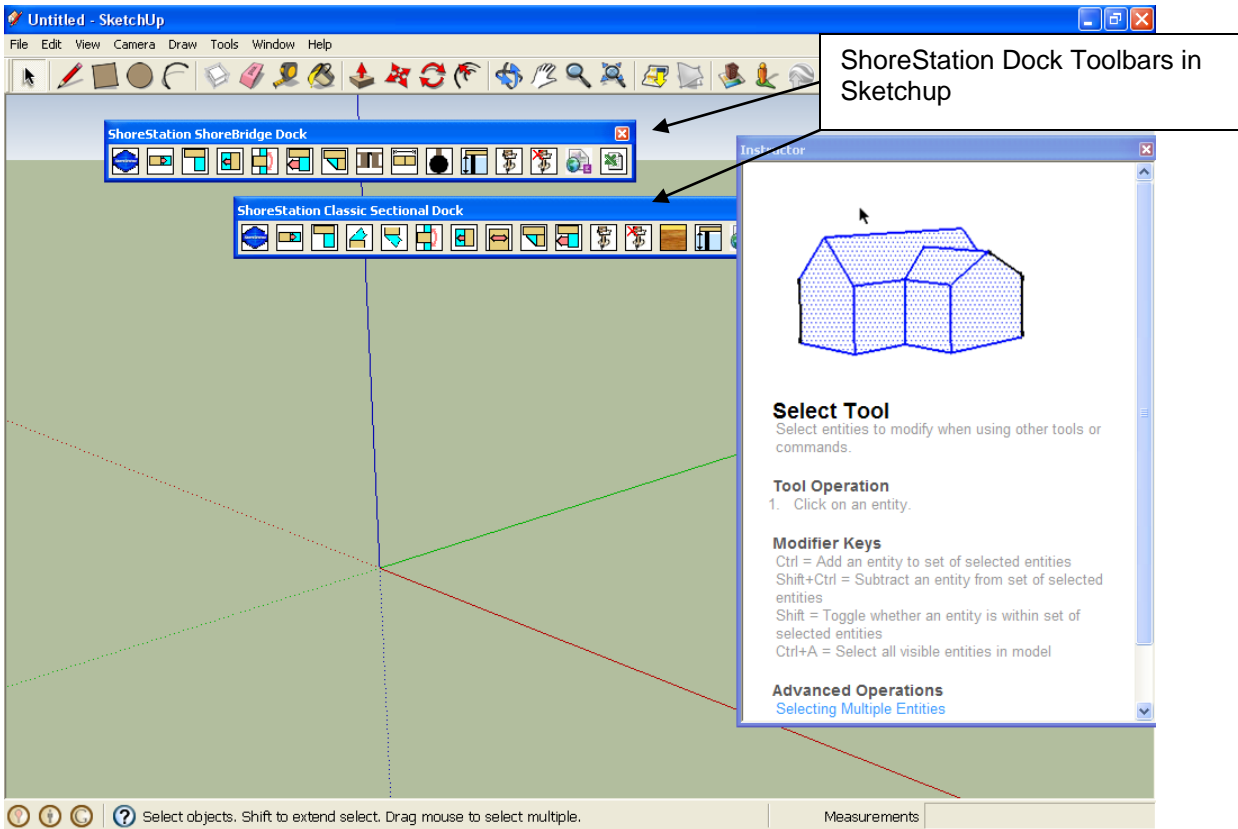 Untitled - SketchUp
File Edit View Camera Draw Tools Window Help
ShoreStation Dock Toolbars in
Sketchup
ShoreStation ShoreBridge Dock
Instructor
ShoreStation Classic Sectional Dock
Select Tool
Select entities to modify when using other tools or
commands.
Tool Operation
1. Click on an entity.
Modifier Keys
Ctrl = Add an entity to set of selected entities
Shift+Ctrl = Subtract an entity from set of selected
entities
Shift = Toggle whether an entity is within set of
selected entities
Ctrl+A = Select all visible entities in model
Advanced Operations
Selecting Multiple Entities
Select objects. Shift to extend select. Drag mouse to select multiple.
Measurements